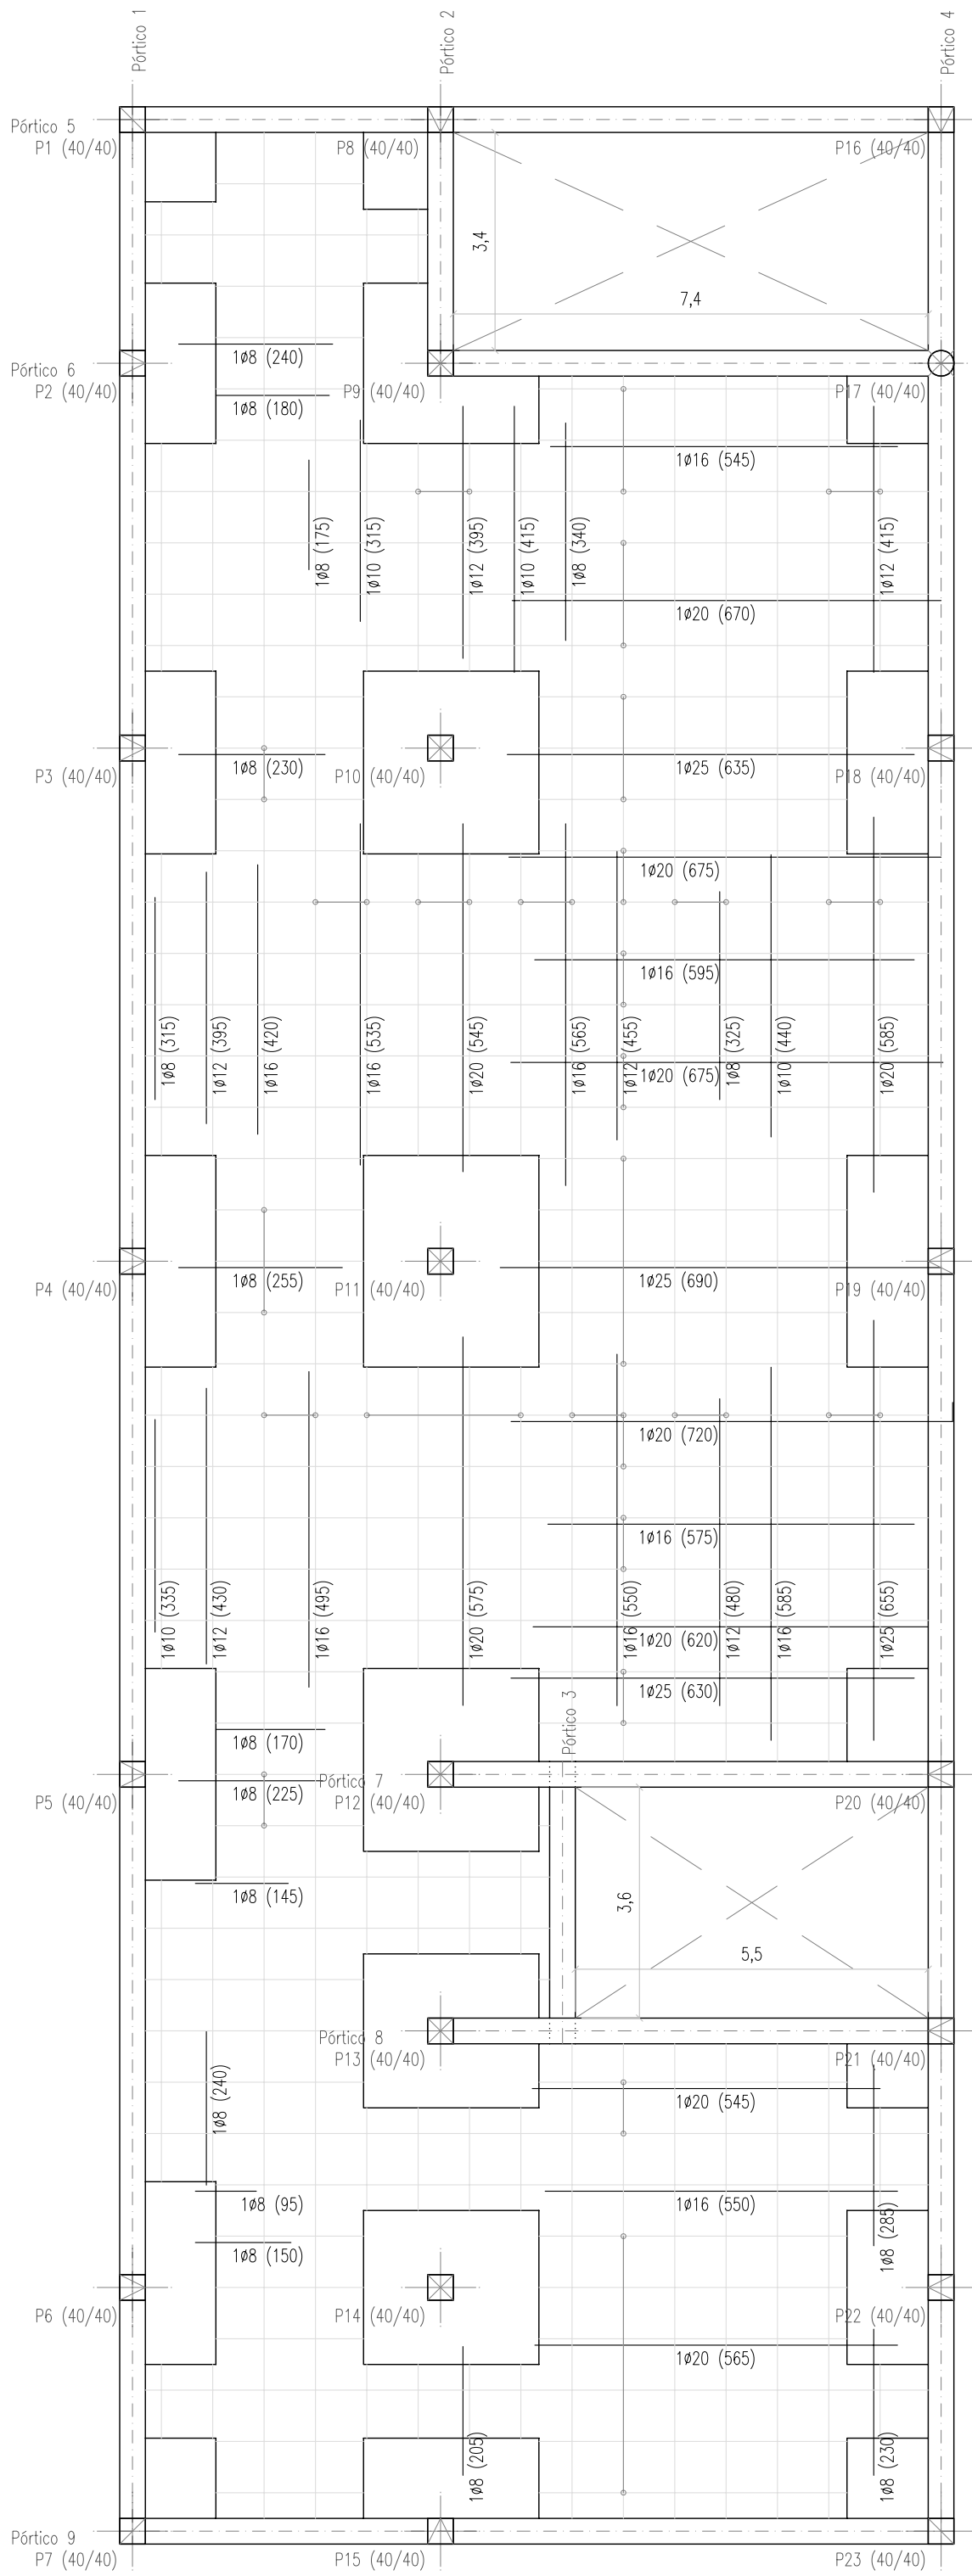 Pórtico 1
Pórtico 2
Pórtico 4
Pórtico 5
P1 (40/40)
P8 (40/40)
P16 (40/40)
3,4
7,4
1ø8 (240)
Pórtico 6
P2 (40/40)
P9 (40/40)
P17 (40/40)
1ø8 (180)
1ø16 (545)
1ø8 (175)
1ø10 (315)
1ø12 (395)
1ø10 (415)
1ø8 (340)
1ø12 (415)
1ø20 (670)
1ø8 (230)
1ø25 (635)
P3 (40/40)
P10 (40/40)
P18 (40/40)
1ø20 (675)
1ø16 (595)
1ø8 (315)
1ø12 (395)
1ø16 (420)
1ø16 (535)
1ø20 (545)
1ø16 (565)
1ø12 (455)
1ø8 (325)
1ø10 (440)
1ø20 (585)
1ø20 (675)
1ø8 (255)
1ø25 (690)
P4 (40/40)
P11 (40/40)
P19 (40/40)
1ø20 (720)
1ø16 (575)
1ø10 (335)
1ø12 (430)
1ø16 (495)
1ø20 (575)
1ø16 (550)
1ø12 (480)
1ø16 (585)
1ø25 (655)
1ø20 (620)
1ø25 (630)
Pórtico 3
1ø8 (170)
Pórtico 7
1ø8 (225)
P5 (40/40)
P12 (40/40)
P20 (40/40)
1ø8 (145)
3,6
5,5
Pórtico 8
P13 (40/40)
P21 (40/40)
1ø8 (240)
1ø20 (545)
1ø8 (95)
1ø16 (550)
1ø8 (285)
1ø8 (150)
P6 (40/40)
P14 (40/40)
P22 (40/40)
1ø20 (565)
1ø8 (205)
1ø8 (230)
Pórtico 9
P7 (40/40)
P15 (40/40)
P23 (40/40)